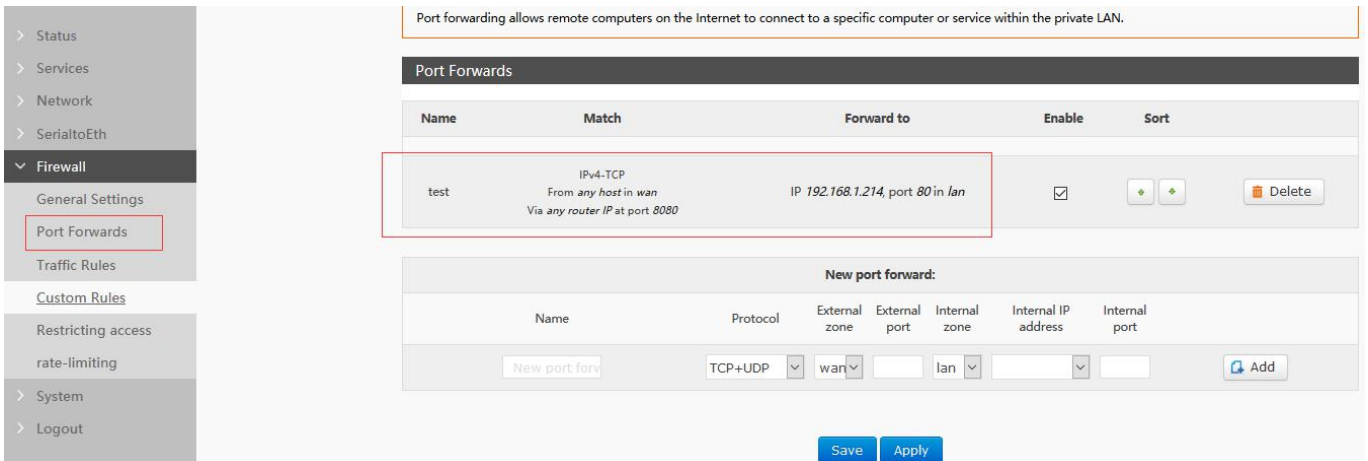 Port forwarding allows remote computers on the Internet to connect to a specific computer or service within the private LAN.
Status
Services
Network
SerialtoEth
Firewall
General Settings
Port Forwards
Traffic Rules
Custom Rules
Restricting access
rate-limiting
System
Logout
Port Forwards
Name Match Forward to Enable Sort
IPv4-TCP
test From any host in wan IP 192.168.1.214, port 80 in lan Delete
Via any router IP at port 8080
New port forward:
Name Protocol External zone External port Internal zone Internal IP address Internal port
New port forw TCP+UDP wan lan Add
Save Apply